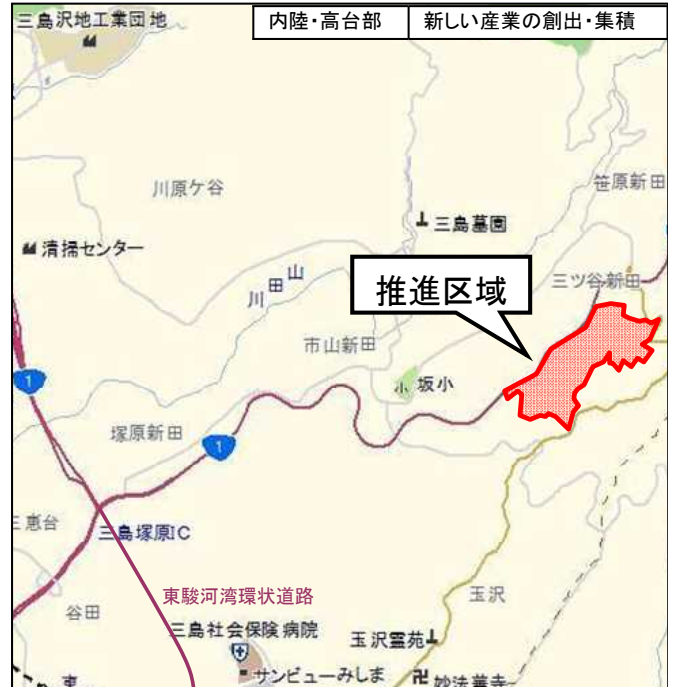 三島沢地工業団地
内陸・高台部 新しい産業の創出・集積
川原ケ谷
笹原新田
三島墓園
清掃センター
三ツ谷新田
山田川
推進区域
市山新田
坂小
1
塚原新田
1
三恵台
三島塚原IC
東駿河湾環状道路
玉沢
谷田
三島社会保険病院
玉沢霊苑
サンビューみしま
妙法華寺
東